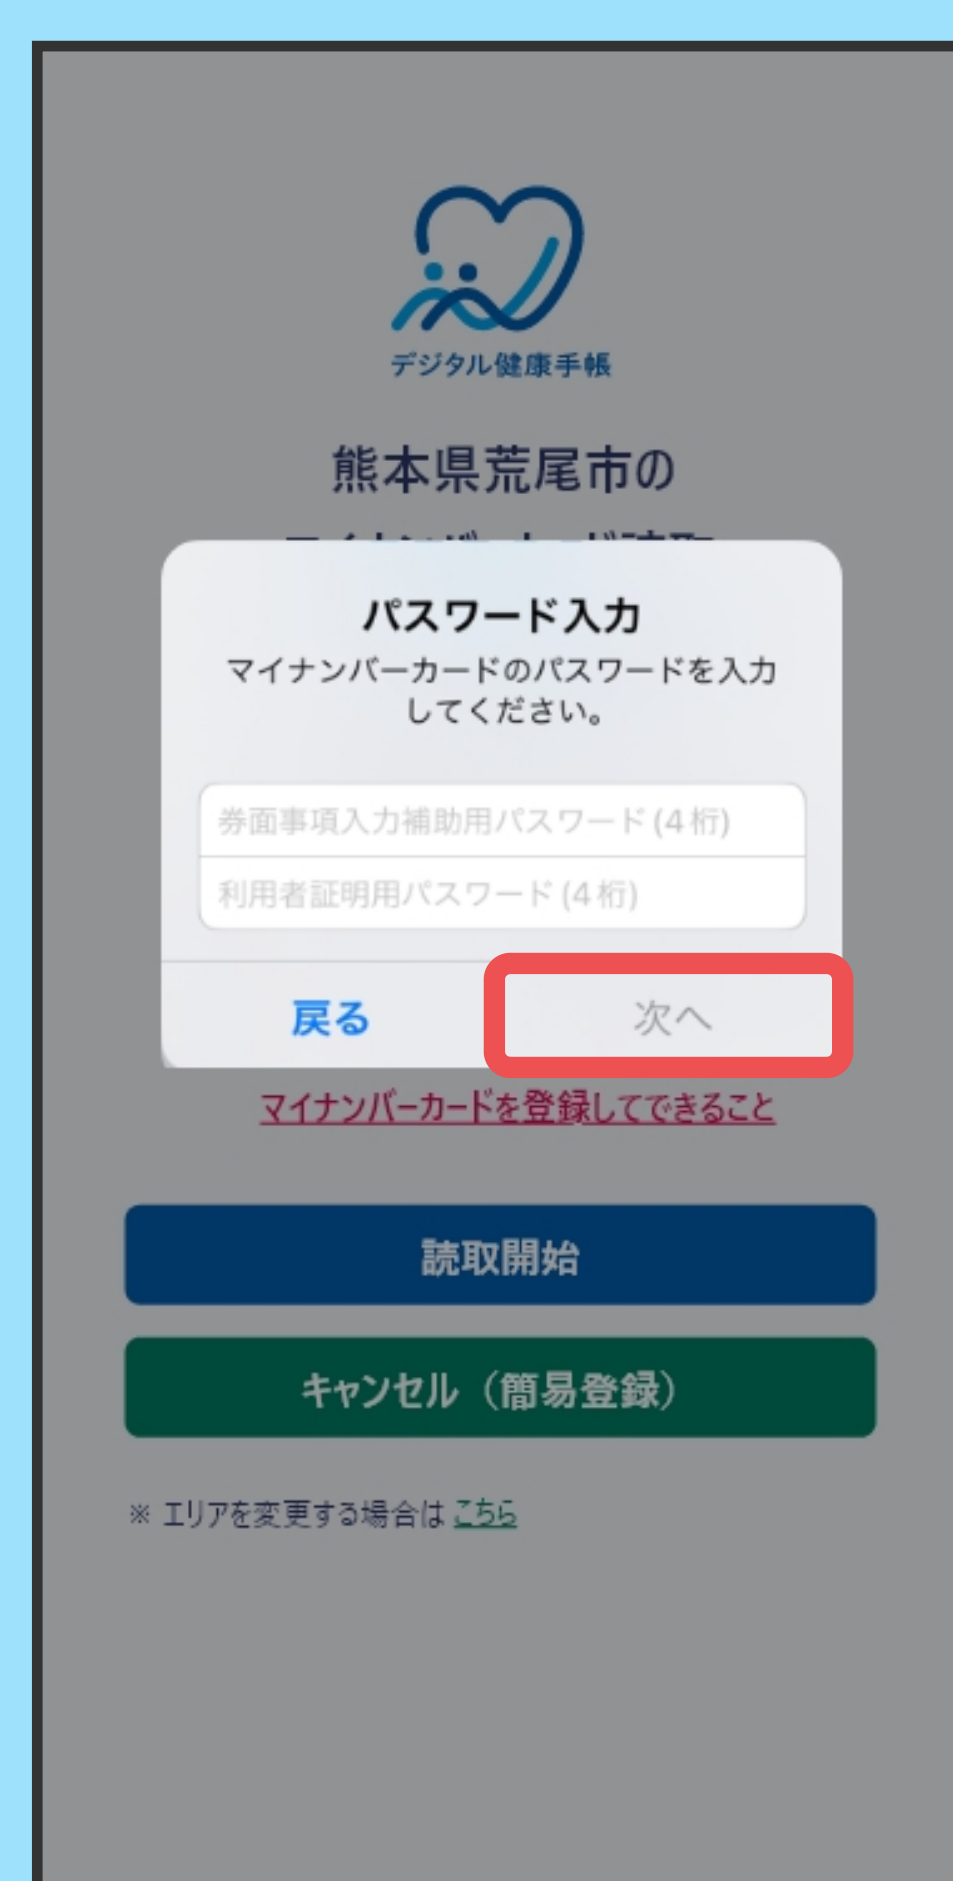 デジタル健康手帳
熊本県荒尾市の
パスワード入力
マイナンバーカードのパスワードを入力
してください。
券面事項入力補助用パスワード(4桁)
利用者証明用パスワード(4桁)
戻る
次へ
マイナンバーカードを登録してできること
読取開始
キャンセル（簡易登録）
※ エリアを変更する場合は こちら